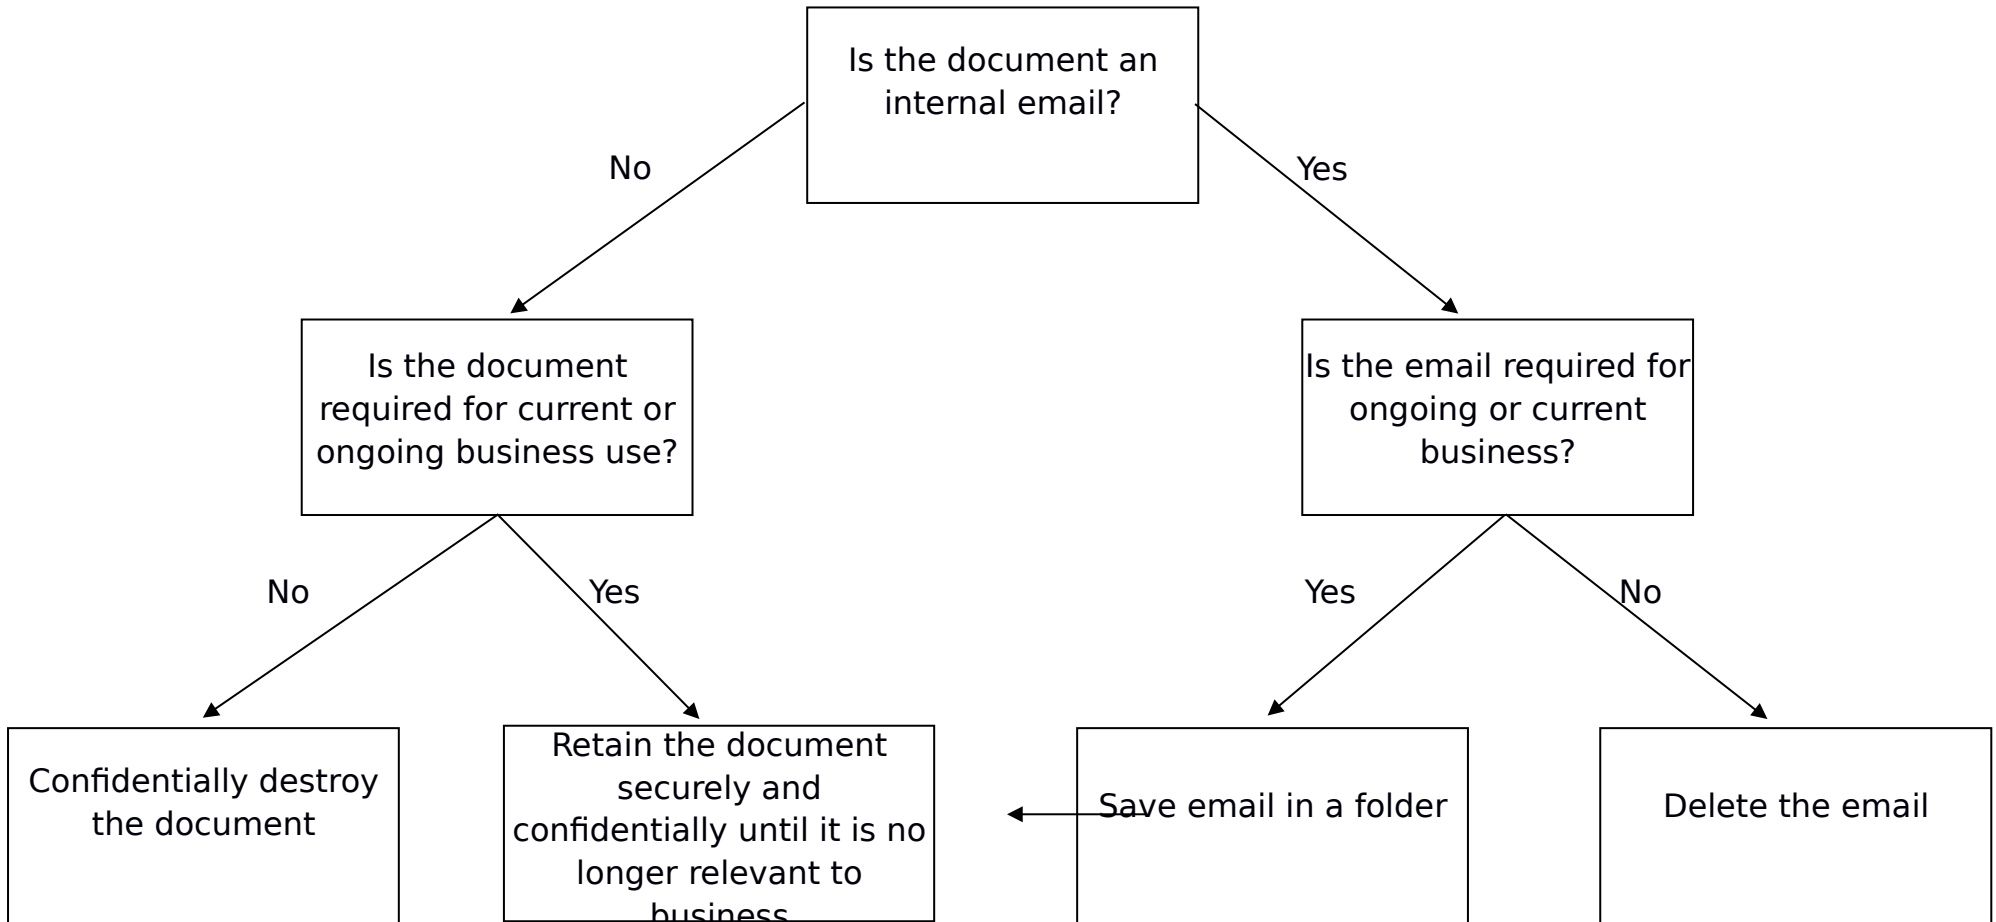 Is the document an
internal email?
No
Yes
Is the document
required for current or
ongoing business use?
Is the email required for
ongoing or current
business?
No
Yes
Yes
No
Confidentially destroy
the document
Retain the document
securely and
confidentially until it is no
longer relevant to
business
Save email in a folder
Delete the email